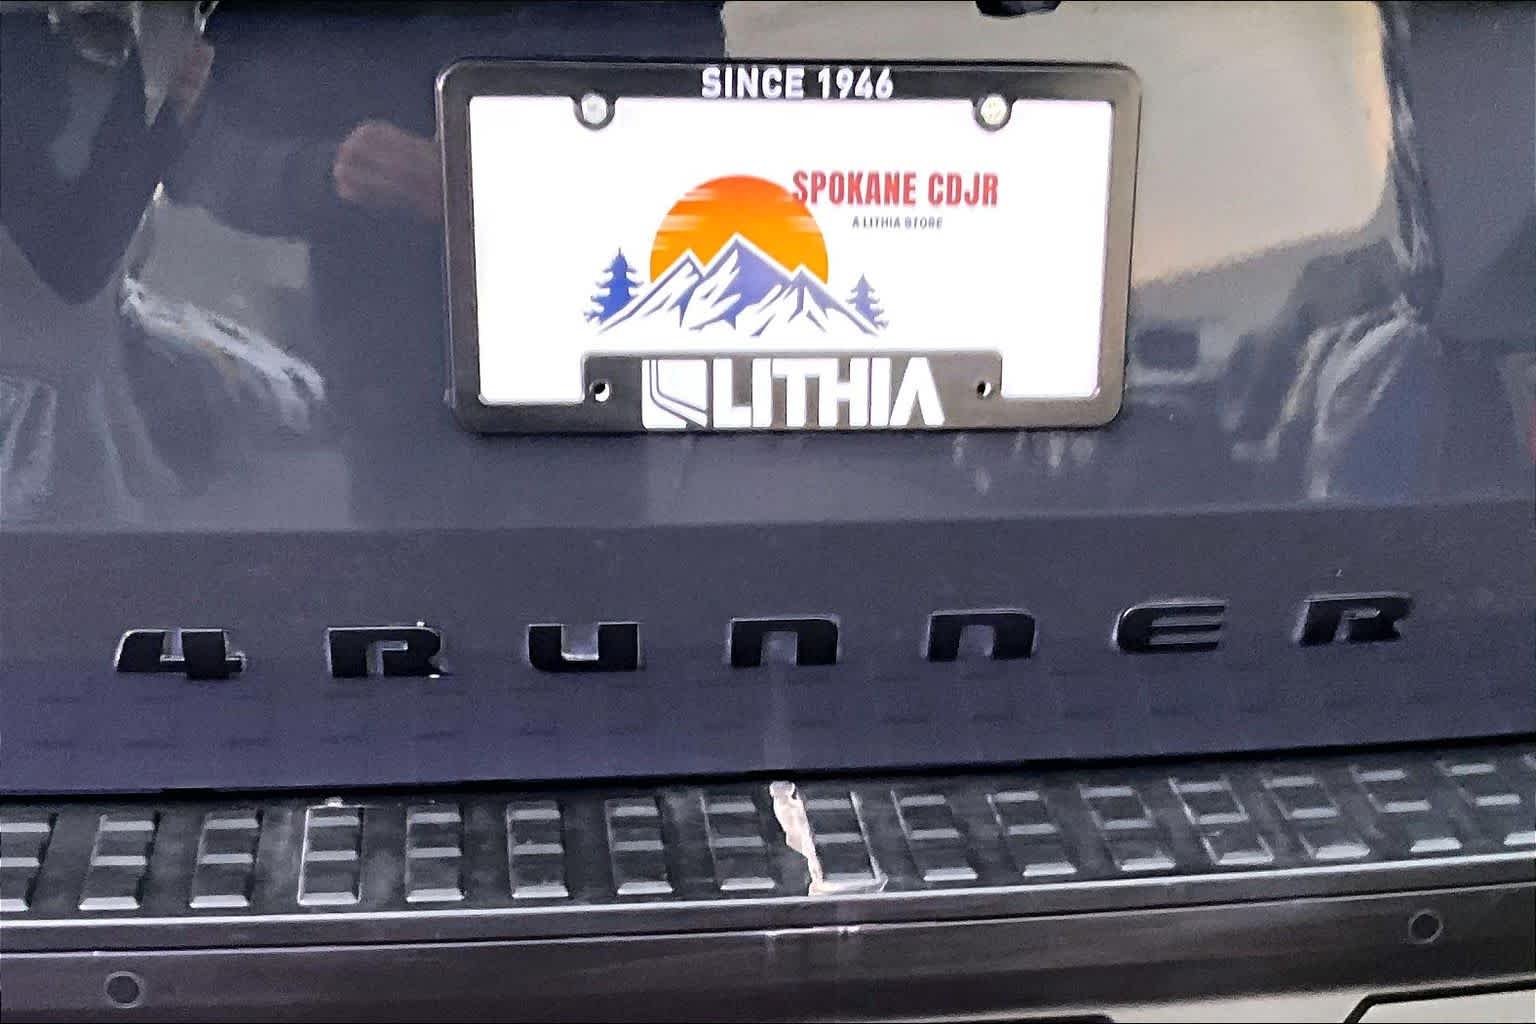 SINCE 1946
SPOKANE CDJR
A LITHIA STORE
LITHIA
4RUNNER